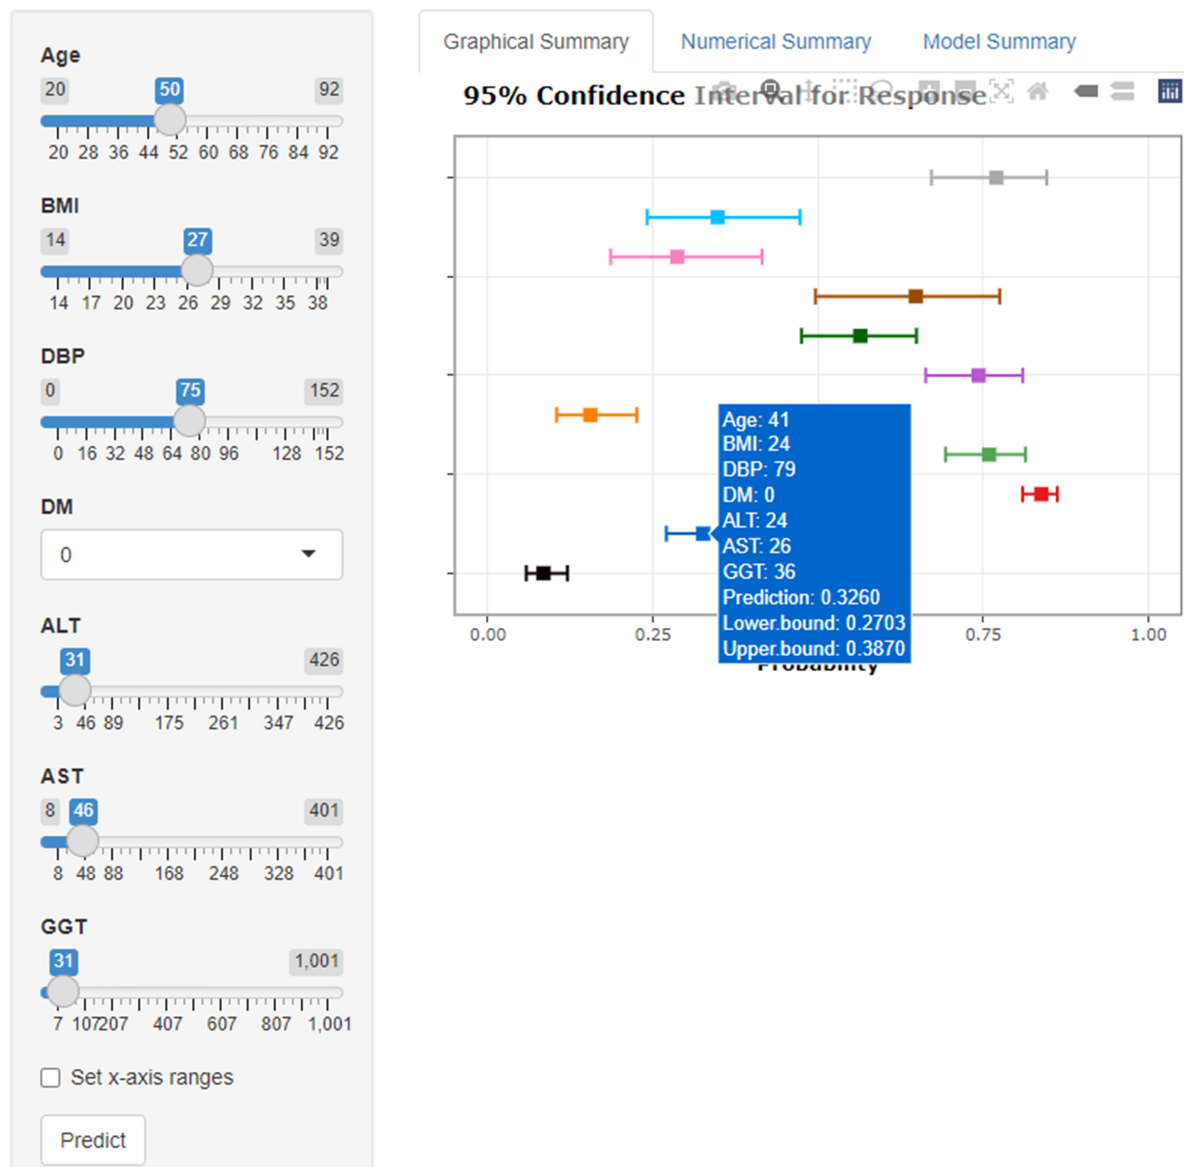 Age
20 50 92
20 28 36 44 52 60 68 76 84 92
BMI
14 27 39
14 17 20 23 26 29 32 35 38
DBP
0 75 152
0 16 32 48 64 80 96 128 152
DM
0
ALT
31 426
3 46 89 175 261 347 426
AST
8 46 401
8 48 88 168 248 328 401
GGT
31 1,001
7 107207 407 607 807 1,001
Set x-axis ranges
Predict
Graphical Summary Numerical Summary Model Summary
95% Confidence Interval for Response
Age: 41
BMI: 24
DBP: 79
DM: 0
ALT: 24
AST: 26
GGT: 36
Prediction: 0.3260
Lower.bound: 0.2703
Upper.bound: 0.3870
0.00 0.25 0.75 1.00
Probability